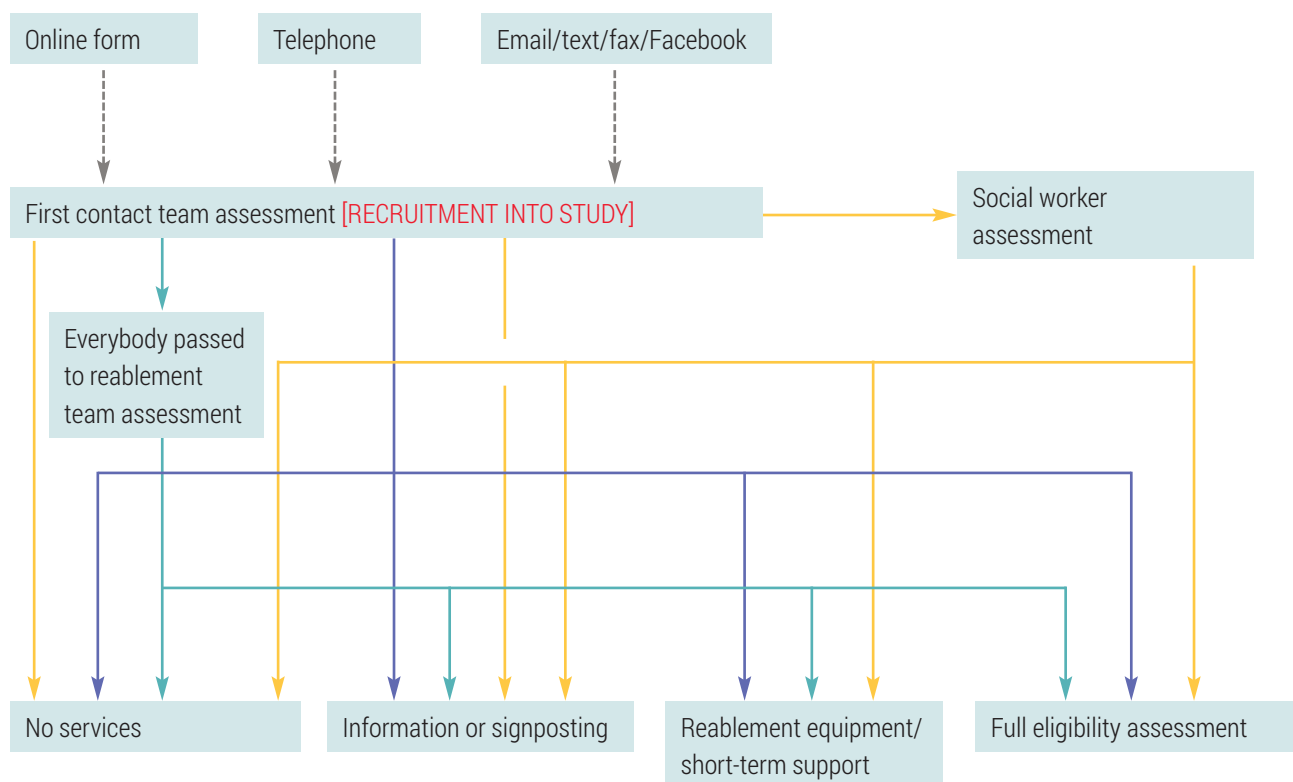 Online form
Telephone
Email/text/fax/Facebook
First contact team assessment [RECRUITMENT INTO STUDY]
Social worker
assessment
Everybody passed
to reablement
team assessment
No services
Information or signposting
Reablement equipment/
short-term support
Full eligibility assessment